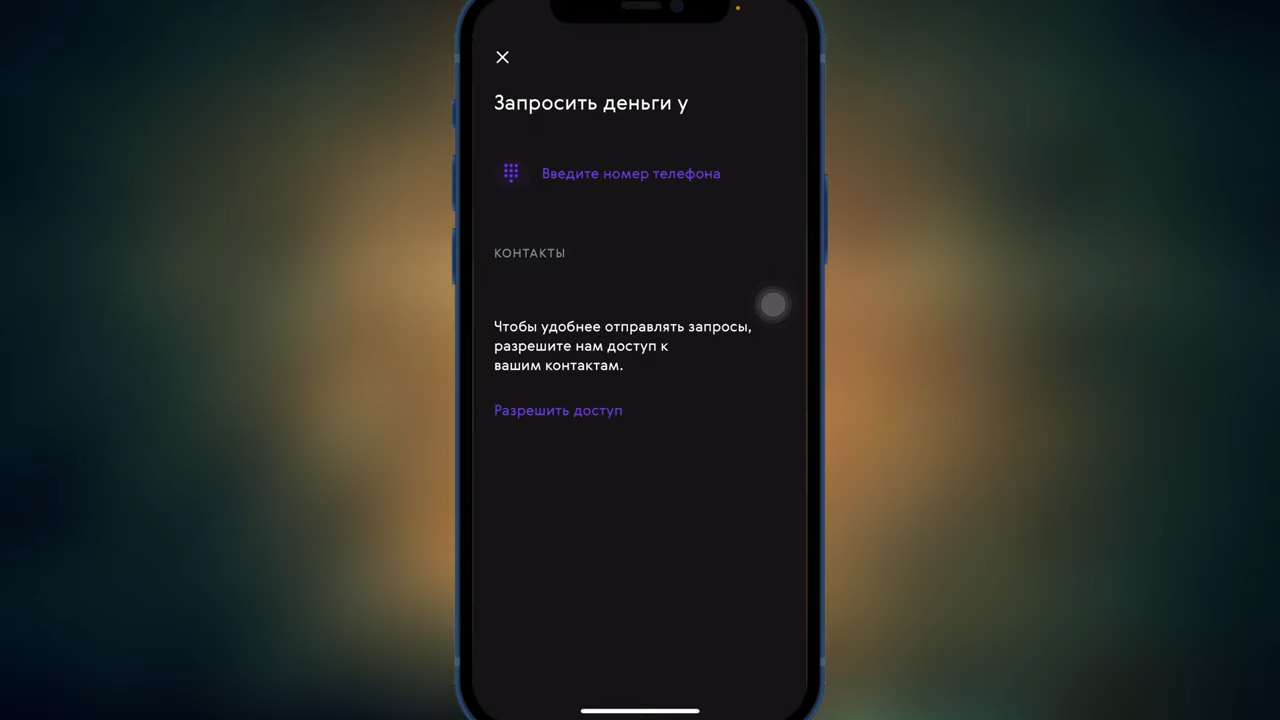 Запросить деньги у
Введите номер телефона
КОНТАКТЫ
Чтобы удобнее отправлять запросы,
разрешите нам доступ к
вашим контактам.
Разрешить доступ